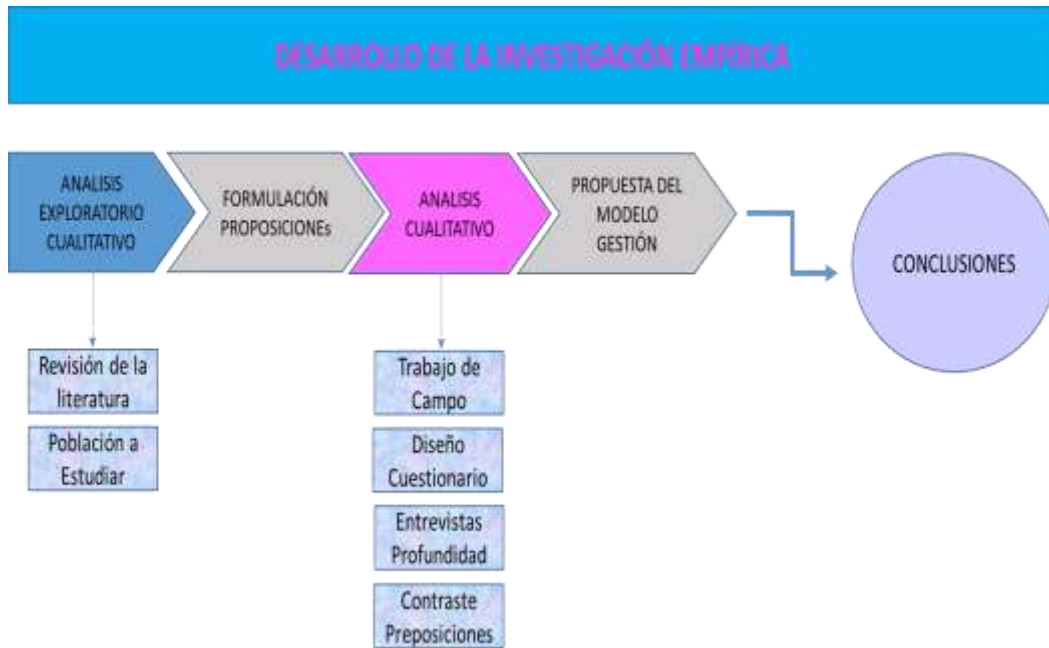 DESARROLLO DE LA INVESTIGACIÓN EMPÍRICA
ANALISIS
EXPLORATORIO
CUALITATIVO
FORMULACIÓN
PROPOSICIONEs
ANALISIS
CUALITATIVO
PROPUESTA DEL
MODELO
GESTIÓN
CONCLUSIONES
Revisión de la
literatura
Población a
Estudiar
Trabajo de
Campo
Diseño
Cuestionario
Entrevistas
Profundidad
Contraste
Preposiciones